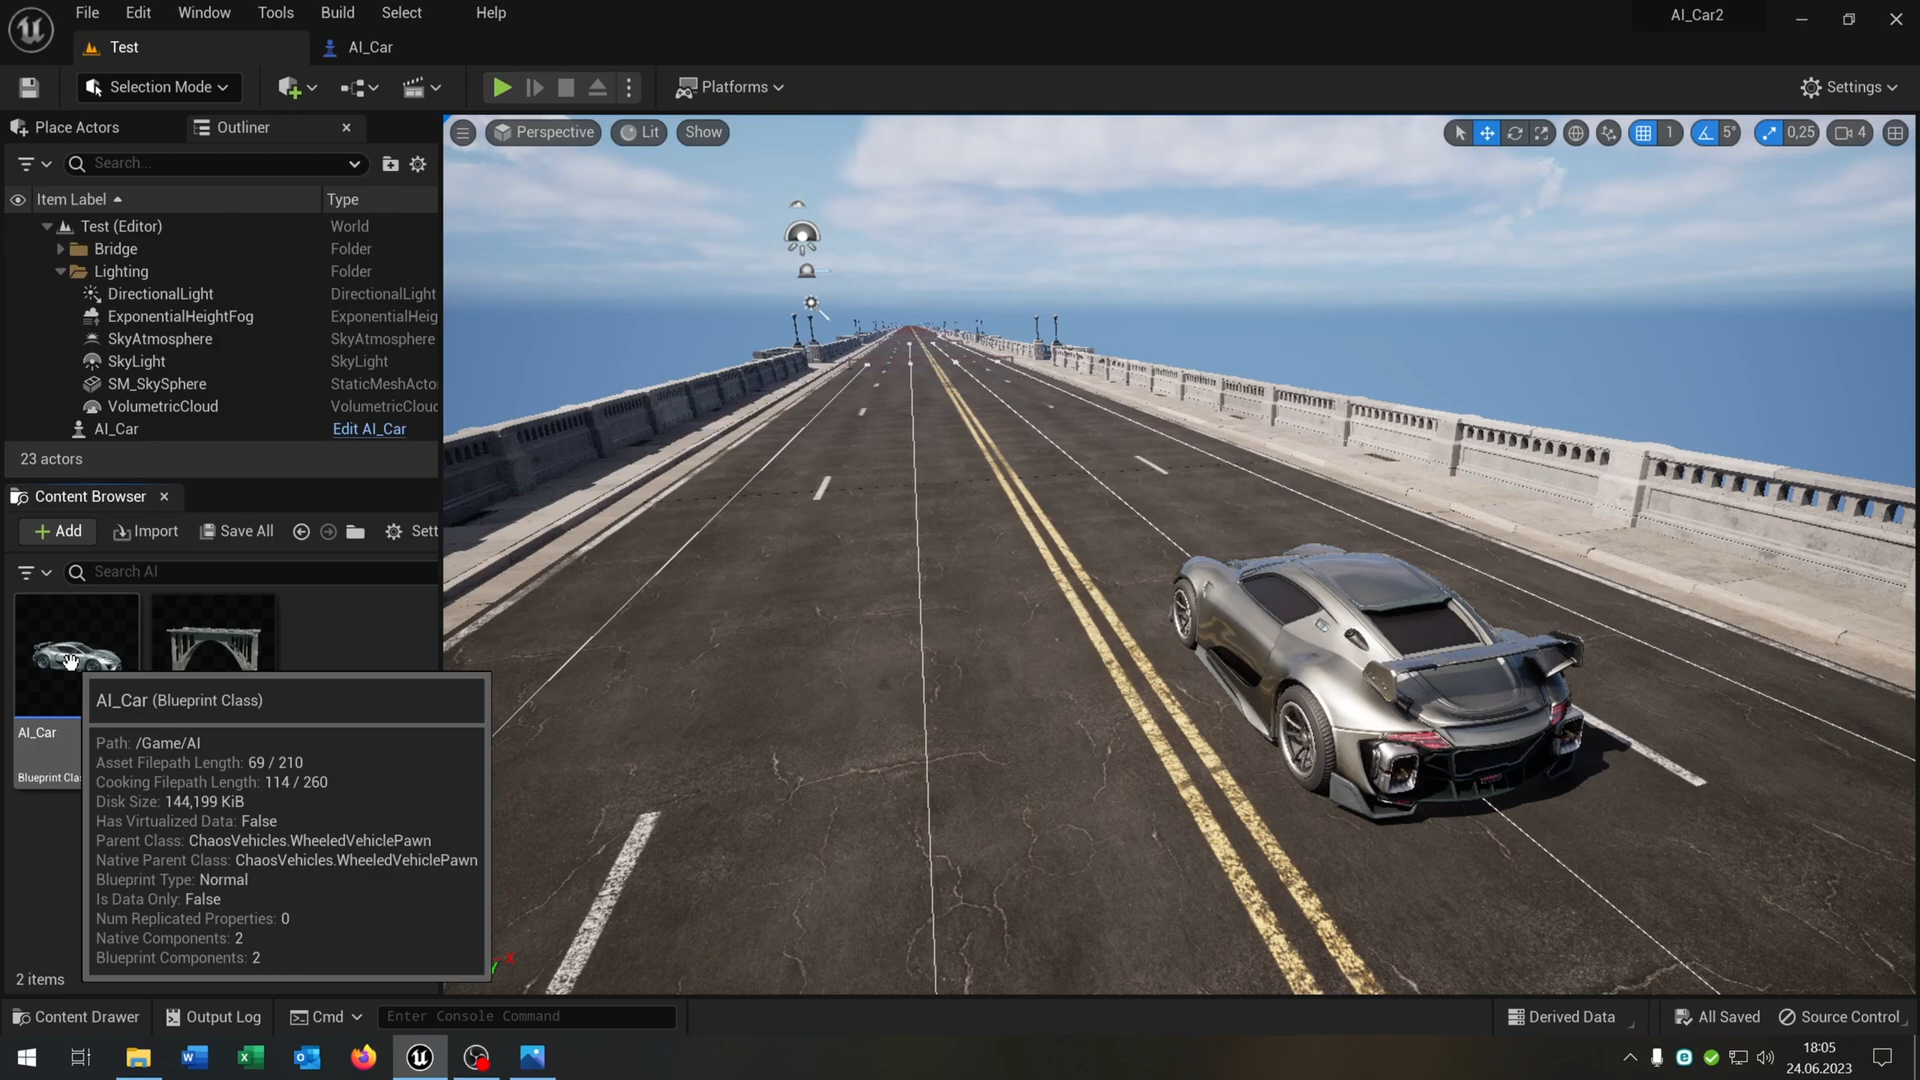 File Edit Window Tools Build Select Help
AI_Car2
Test
AI_Car
Selection Mode
Platforms
Settings
Place Actors
Outliner
Perspective
Lit
Show
1
5°
0,25
4
Search...
Item Label
Type
Test (Editor)
World
Bridge
Folder
Lighting
Folder
DirectionalLight
DirectionalLight
ExponentialHeightFog
ExponentialHeig
SkyAtmosphere
SkyAtmosphere
SkyLight
SkyLight
SM_SkySphere
StaticMeshActo
VolumetricCloud
VolumetricCloud
AI_Car
Edit AI_Car
23 actors
Content Browser
Add
Import
Save All
Sett
Search AI
AI_Car
Blueprint Clas
AI_Car (Blueprint Class)
Path: /Game/AI
Asset Filepath Length: 69 / 210
Cooking Filepath Length: 114 / 260
Disk Size: 144,199 KiB
Has Virtualized Data: False
Parent Class: ChaosVehicles.WheeledVehiclePawn
Native Parent Class: ChaosVehicles.WheeledVehiclePawn
Blueprint Type: Normal
Is Data Only: False
Num Replicated Properties: 0
Native Components: 2
Blueprint Components: 2
X
Y
2 items
Content Drawer
Output Log
Cmd
Enter Console Command
Derived Data
All Saved
Source Control
18:05
24.06.2023